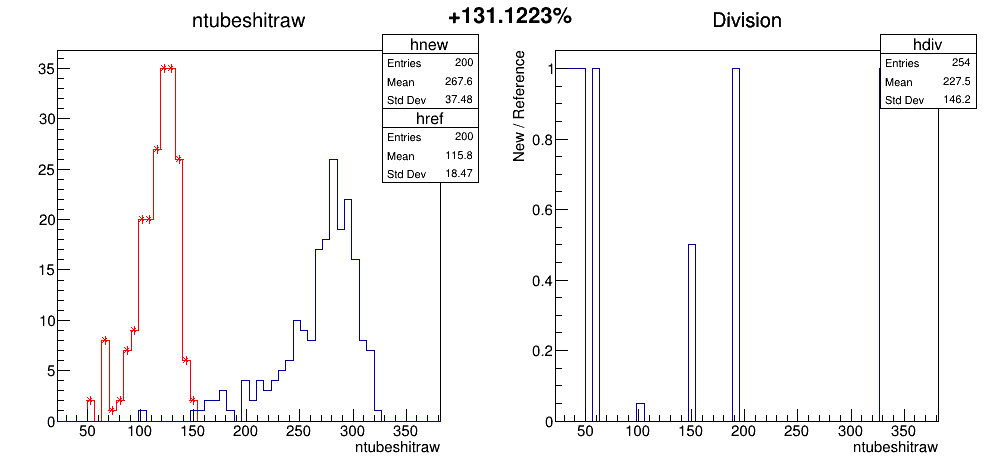 +131.1223%
ntubeshitraw
hnew
Entries 200
Mean 267.6
Std Dev 37.48
href
Entries 200
Mean 115.8
Std Dev 18.47
35
30
25
20
15
10
5
0
50 100 150 200 250 300 350
ntubeshitraw
Division
hdiv
Entries 254
Mean 227.5
Std Dev 146.2
New / Reference
1
0.8
0.6
0.4
0.2
0
50 100 150 200 250 300 350
ntubeshitraw